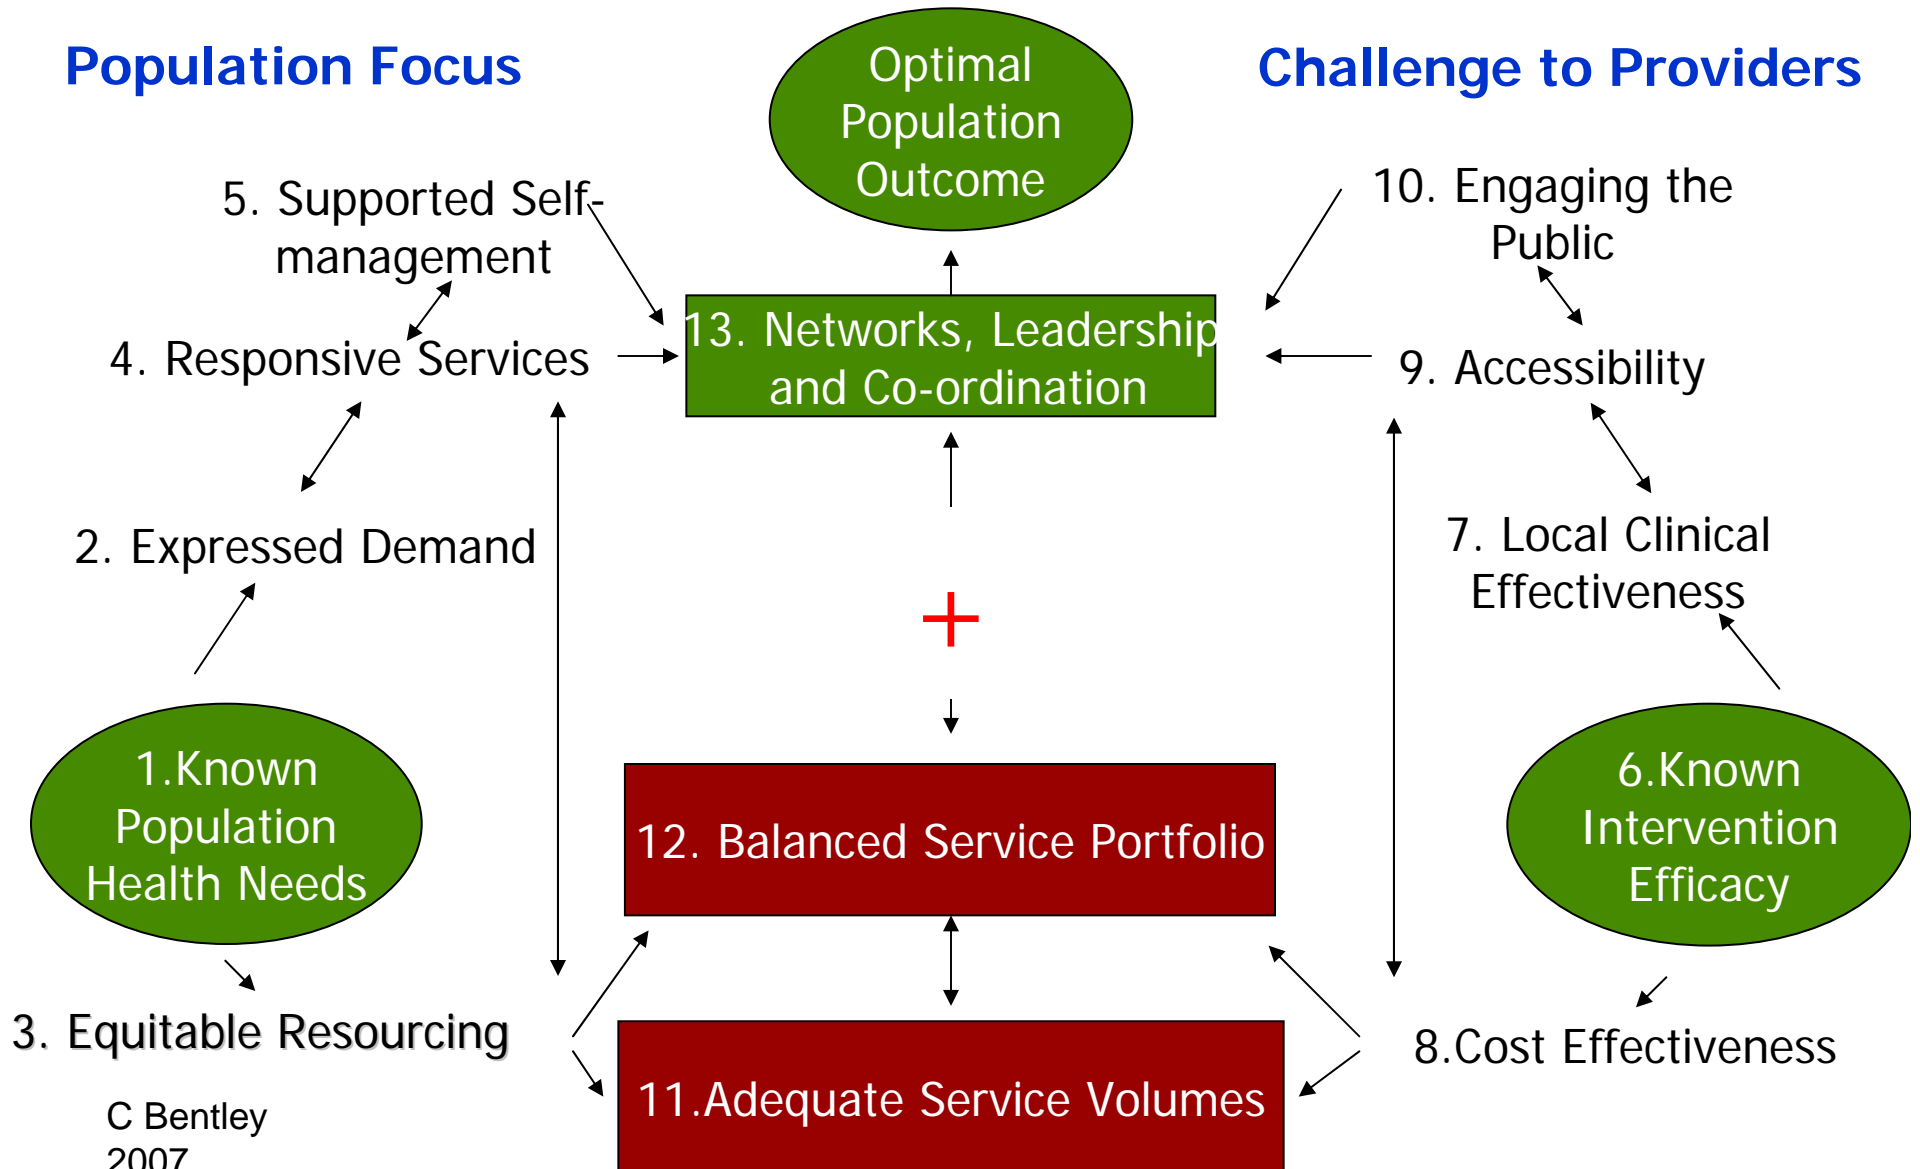 Population Focus
Optimal
Population
Outcome
Challenge to Providers
5. Supported Self-
management
10. Engaging the
Public
4. Responsive Services
13. Networks, Leadership
and Co-ordination
9. Accessibility
2. Expressed Demand
7. Local Clinical
Effectiveness
+
1.Known
Population
Health Needs
12. Balanced Service Portfolio
6.Known
Intervention
Efficacy
3. Equitable Resourcing
8.Cost Effectiveness
11.Adequate Service Volumes
C Bentley
2007